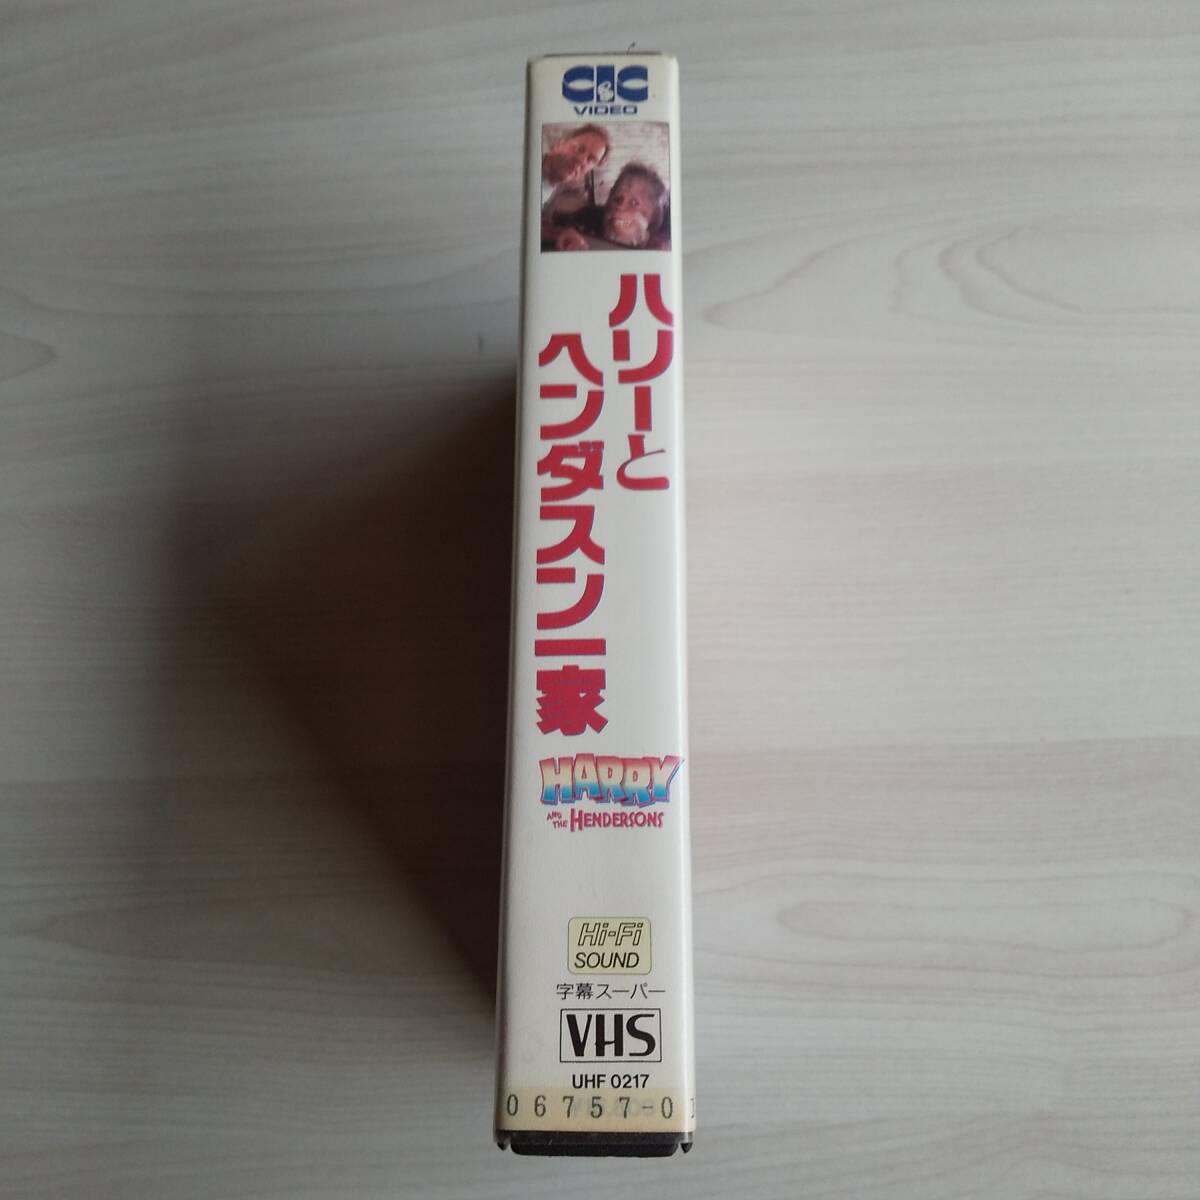 CIC
VIDEO
ハリーと
ヘンダスン一家
HARRY
AND THE HENDERSONS
Hi-Fi
SOUND
字幕スーパー
VHS
UHF 0217
06757-01